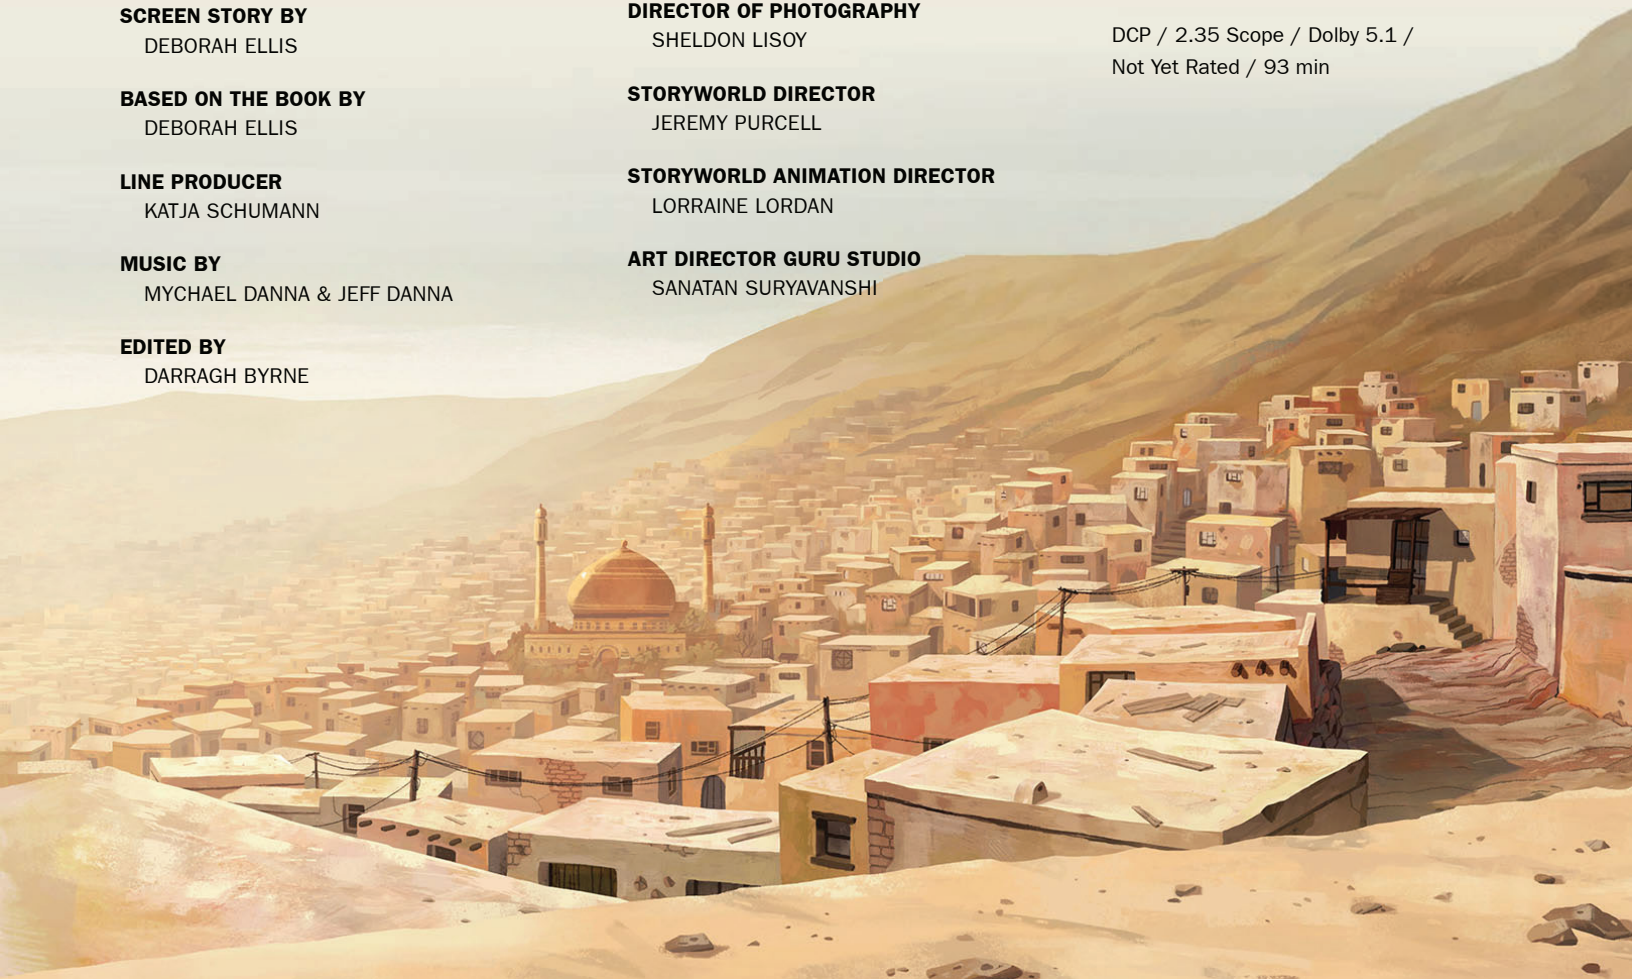 SCREEN STORY BY
DEBORAH ELLIS
BASED ON THE BOOK BY
DEBORAH ELLIS
LINE PRODUCER
KATJA SCHUMANN
MUSIC BY
MYCHAEL DANNA & JEFF DANNA
EDITED BY
DARRAGH BYRNE
DIRECTOR OF PHOTOGRAPHY
SHELDON LISOY
STORYWORLD DIRECTOR
JEREMY PURCELL
STORYWORLD ANIMATION DIRECTOR
LORRAINE LORDAN
ART DIRECTOR GURU STUDIO
SANATAN SURYAVANSHI
DCP / 2.35 Scope / Dolby 5.1 /
Not Yet Rated / 93 min